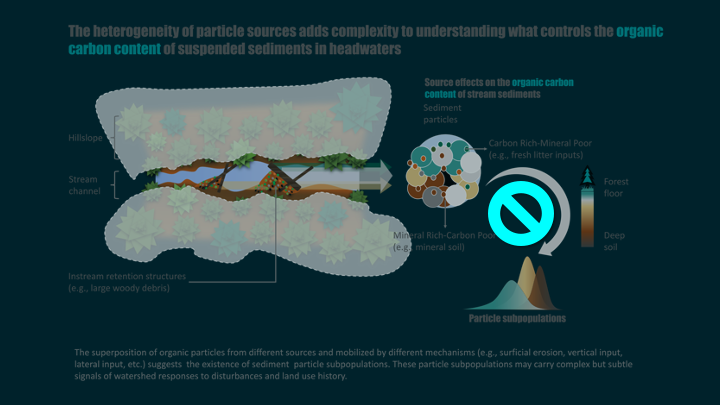 The heterogeneity of particle sources adds complexity to understanding what controls the organic
carbon content of suspended sediments in headwaters
Source effects on the organic carbon
content of stream sediments
Sediment
particles
Hillslope
Carbon Rich-Mineral Poor
(e.g., fresh litter inputs)
Stream
channel
Forest
floor
Mineral Rich-Carbon Poor
(e.g., mineral soil)
Deep
soil
Instream retention structures
(e.g., large woody debris)
Particle subpopulations
The superposition of organic particles from different sources and mobilized by different mechanisms (e.g., surficial erosion, vertical input,
lateral input, etc.) suggests the existence of sediment particle subpopulations. These particle subpopulations may carry complex but subtle
signals of watershed responses to disturbances and land use history.